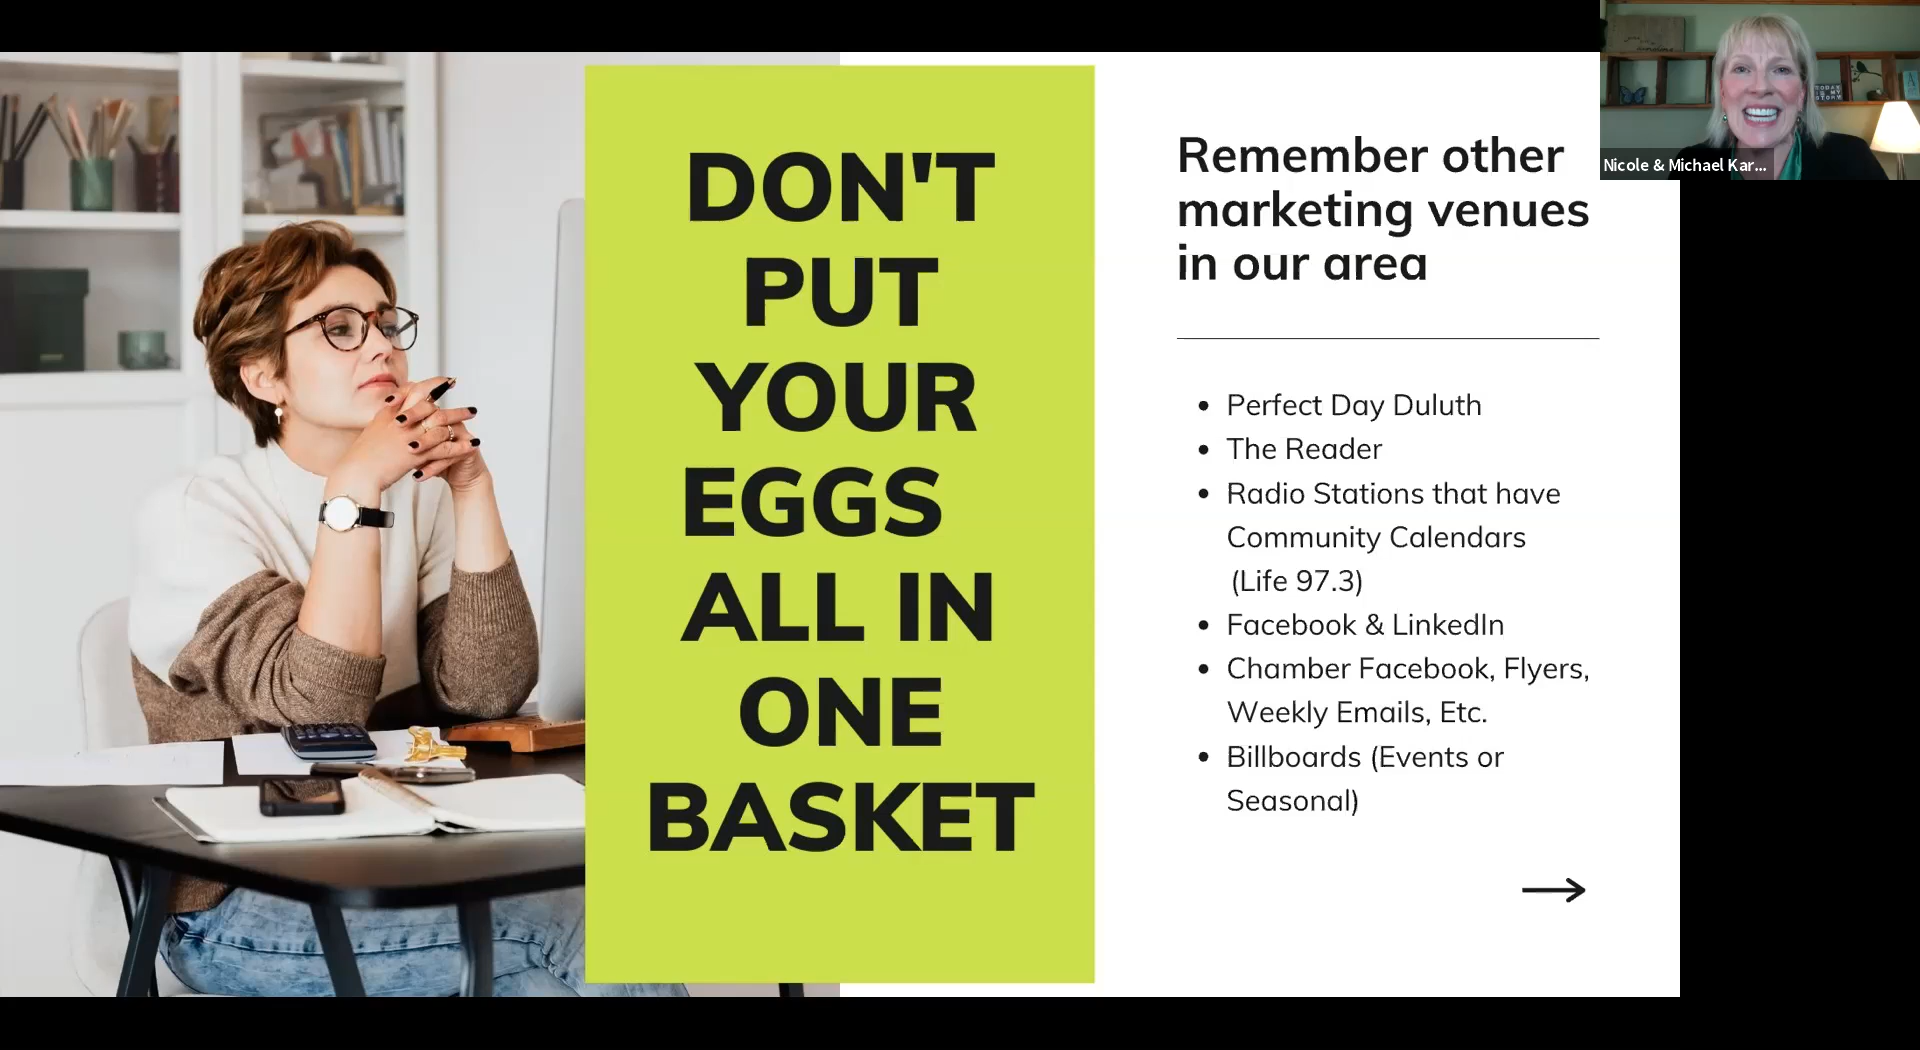 DON'T
PUT
YOUR
EGGS
ALL IN
ONE
BASKET
Remember other
marketing venues
in our area
• Perfect Day Duluth
• The Reader
• Radio Stations that have
Community Calendars
(Life 97.3)
• Facebook & LinkedIn
• Chamber Facebook, Flyers,
Weekly Emails, Etc.
• Billboards (Events or
Seasonal)
Nicole & Michael Kar...